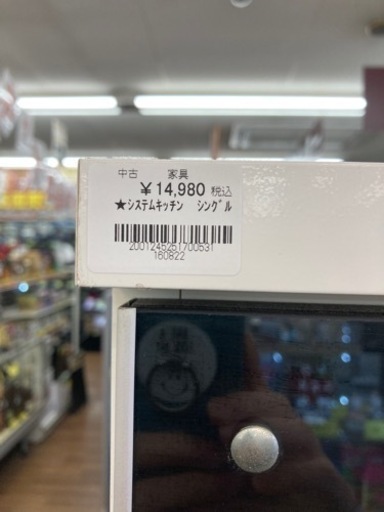 中古 家具
¥14,980 税込
★システムキッチン シングル
2001245261700531
160822